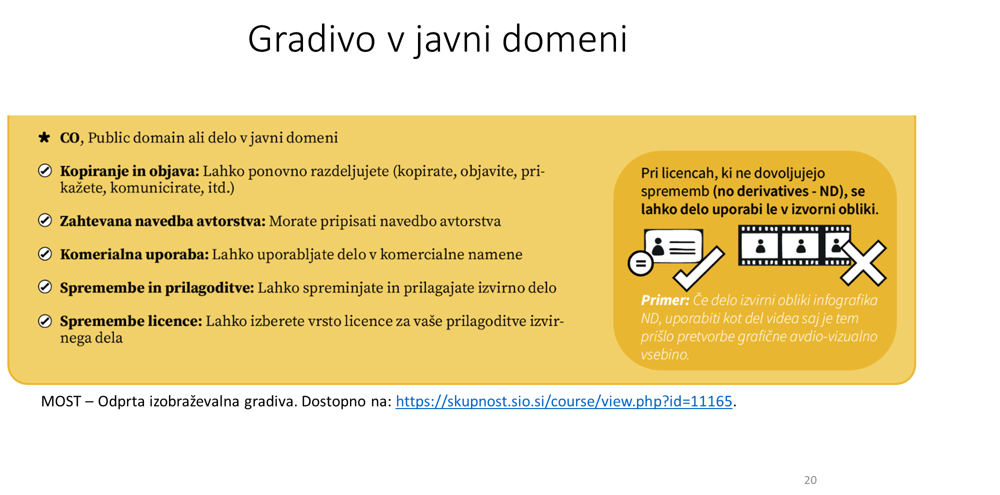 Gradivo v javni domeni
* CO, Public domain ali delo v javni domeni
Kopiranje in objava: Lahko ponovno razdeljujete (kopirate, objavite, pri-
kažete, komunicirate, itd.)
Zahtevana navedba avtorstva: Morate pripisati navedbo avtorstva
Komerialna uporaba: Lahko uporabljate delo v komercialne namene
Spremembe in prilagoditve: Lahko spreminjate in prilagajate izvirno delo
Spremembe licence: Lahko izberete vrsto licence za vaše prilagoditve izvir-
nega dela
Pri licencah, ki ne dovoljujejo
sprememb (no derivatives - ND), se
lahko delo uporabi le v izvorni obliki.
Primer: Če delo izvirni obliki infografika
ND, uporabiti kot del videa saj je tem
prišlo pretvorbe grafične avdio-vizualno
vsebino.
MOST – Odprta izobraževalna gradiva. Dostopno na: https://skupnost.sio.si/course/view.php?id=11165.
20